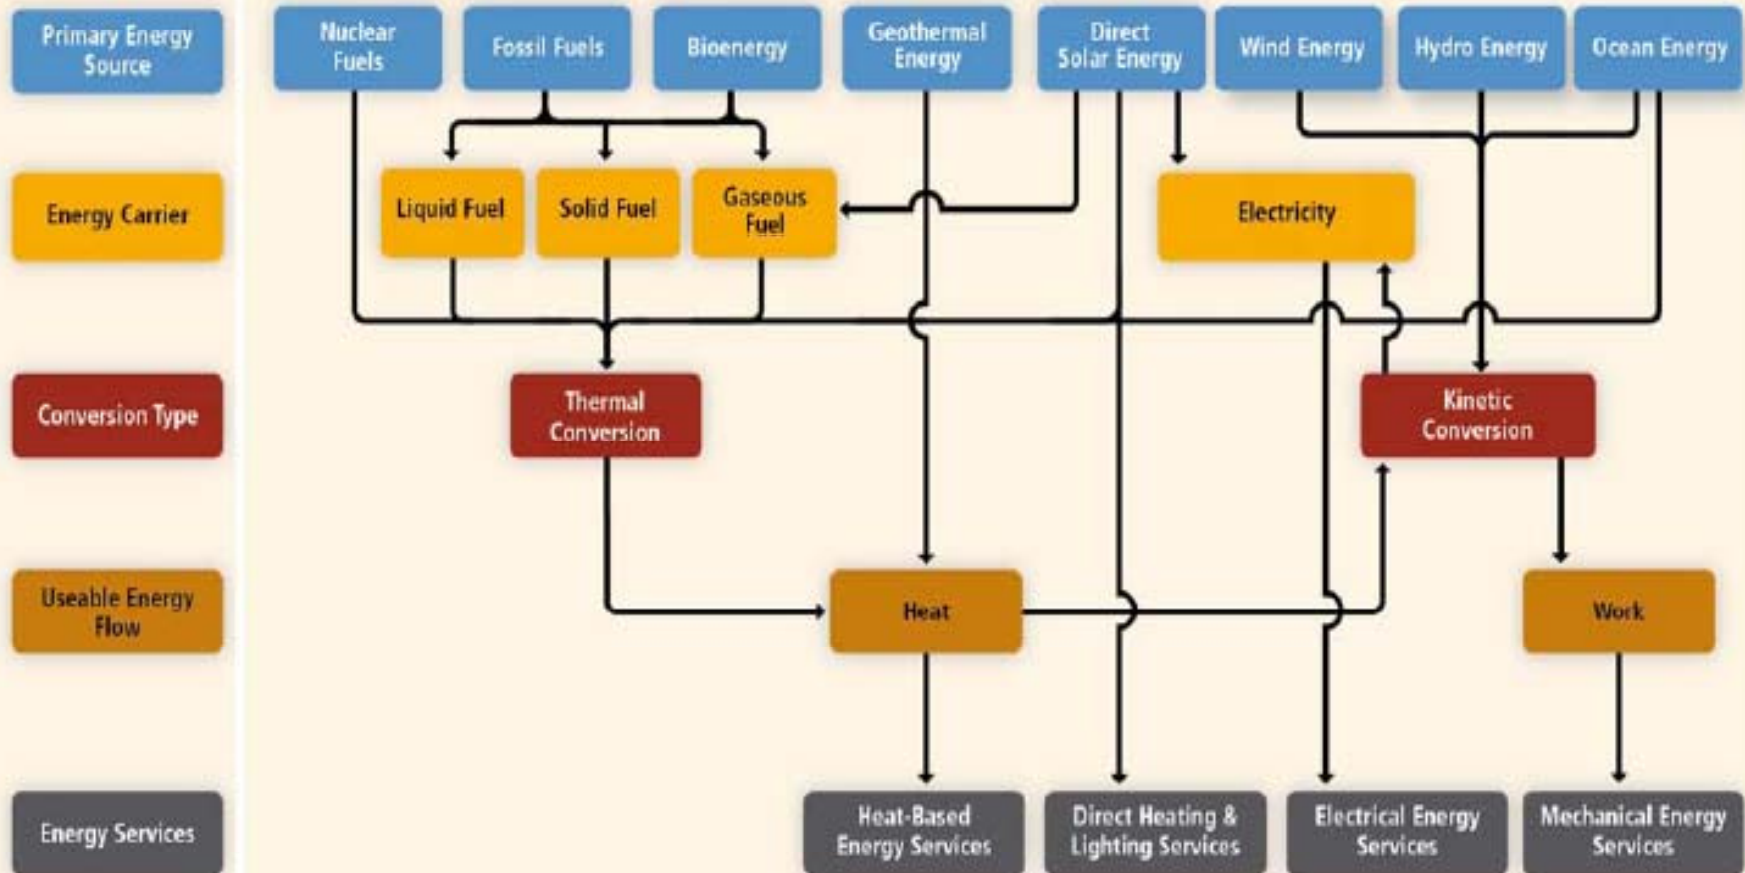 Primary Energy
Source
Nuclear
Fuels
Fossil Fuels
Bioenergy
Geothermal
Energy
Direct
Solar Energy
Wind Energy
Hydro Energy
Ocean Energy
Energy Carrier
Liquid Fuel
Solid Fuel
Gaseous
Fuel
Electricity
Conversion Type
Thermal
Conversion
Kinetic
Conversion
Useable Energy
Flow
Heat
Work
Energy Services
Heat-Based
Energy Services
Direct Heating &
Lighting Services
Electrical Energy
Services
Mechanical Energy
Services